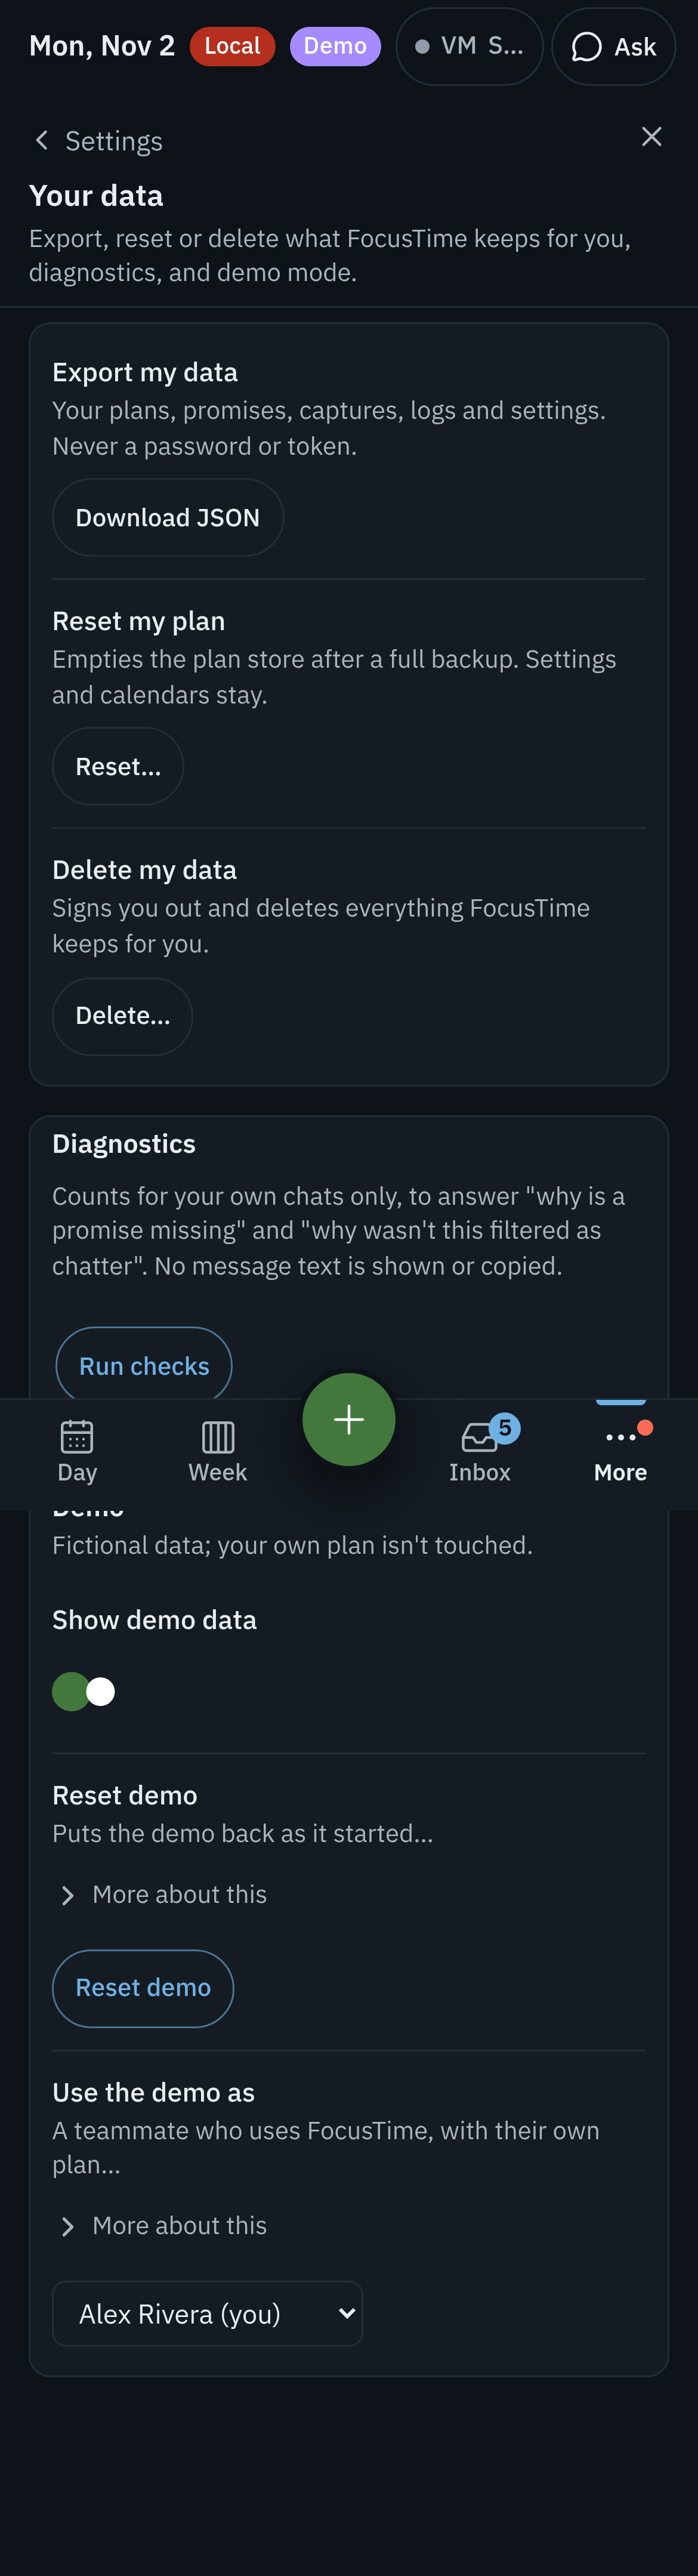 Mon, Nov 2 Local Demo VM S... Ask
Settings
Your data
Export, reset or delete what FocusTime keeps for you,
diagnostics, and demo mode.
Export my data
Your plans, promises, captures, logs and settings.
Never a password or token.
Download JSON
Reset my plan
Empties the plan store after a full backup. Settings
and calendars stay.
Reset...
Delete my data
Signs you out and deletes everything FocusTime
keeps for you.
Delete...
Diagnostics
Counts for your own chats only, to answer "why is a
promise missing" and "why wasn't this filtered as
chatter". No message text is shown or copied.
Run checks
5
Day Week Inbox More
Demo
Fictional data; your own plan isn't touched.
Show demo data
Reset demo
Puts the demo back as it started...
More about this
Reset demo
Use the demo as
A teammate who uses FocusTime, with their own
plan...
More about this
Alex Rivera (you)